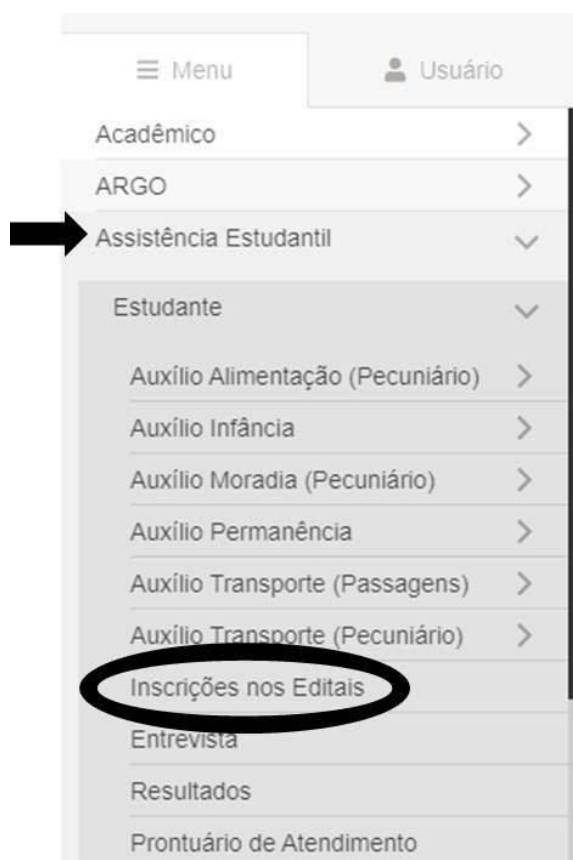 Menu
Usuário
Acadêmico
ARGO
Assistência Estudantil
Estudante
Auxílio Alimentação (Pecuniário)
Auxílio Infância
Auxílio Moradia (Pecuniário)
Auxílio Permanência
Auxílio Transporte (Passagens)
Auxílio Transporte (Pecuniário)
Inscrições nos Editais
Entrevista
Resultados
Prontuário de Atendimento